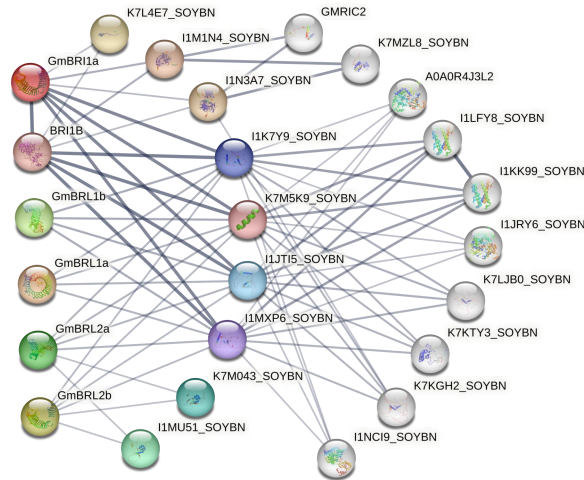 K7L4E7_SOYBN
GMRIC2
I1M1N4_SOYBN
K7MZL8_SOYBN
GmBRI1a
A0A0R4J3L2
I1N3A7_SOYBN
I1LFY8_SOYBN
BRI1B
I1K7Y9_SOYBN
I1KK99_SOYBN
GmBRL1b
K7M5K9_SOYBN
I1JRY6_SOYBN
GmBRL1a
I1JTI5_SOYBN
K7LJB0_SOYBN
GmBRL2a
I1MXP6_SOYBN
K7KTY3_SOYBN
K7M043_SOYBN
GmBRL2b
K7KGH2_SOYBN
I1MU51_SOYBN
I1NCI9_SOYBN